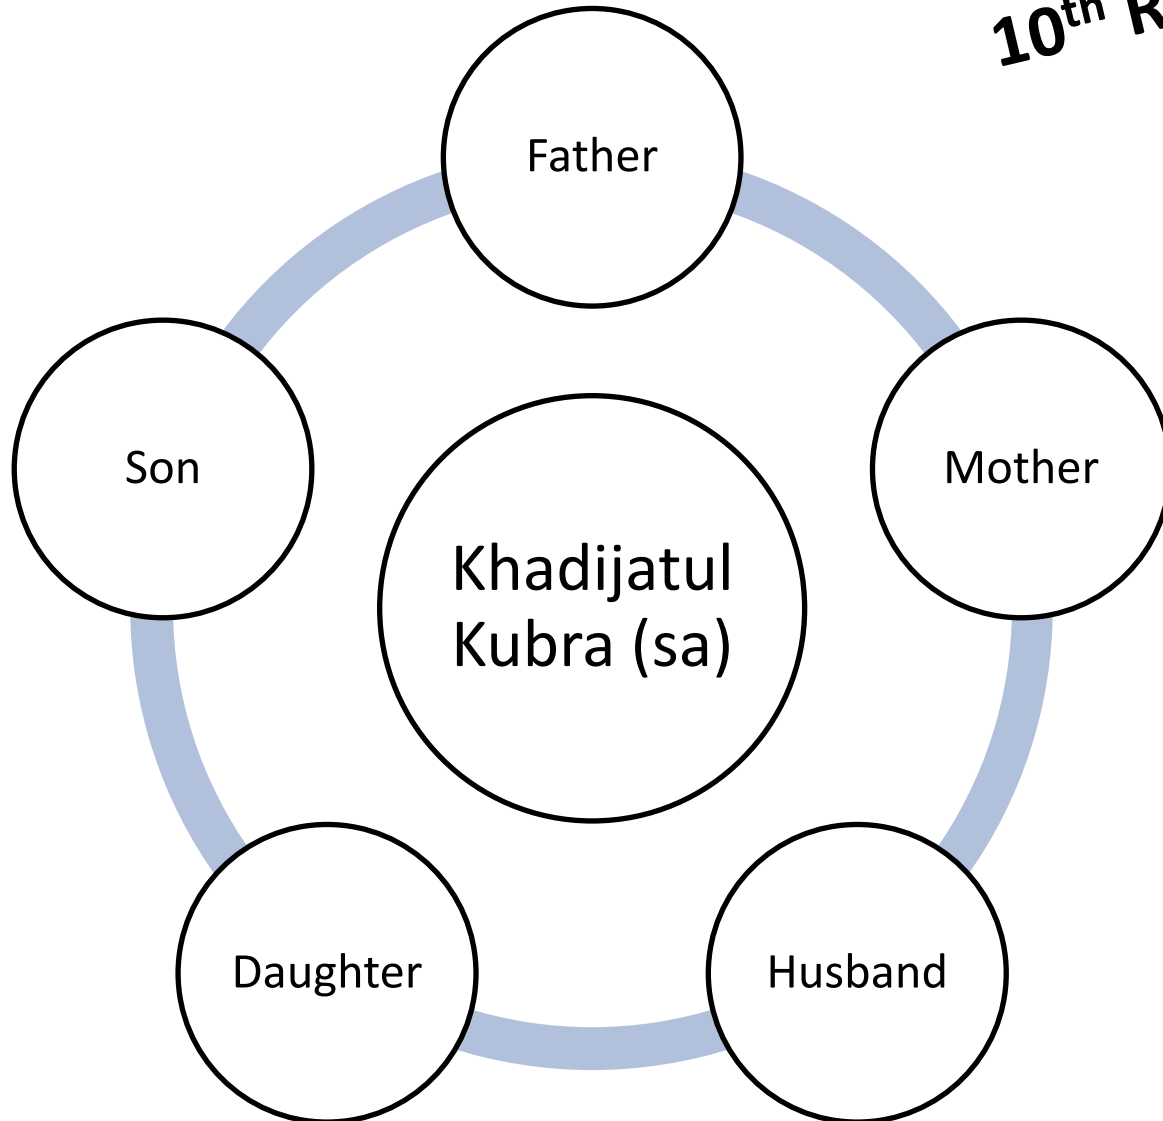 10th
Father
Son
Mother
Khadijatul
Kubra (sa)
Daughter
Husband